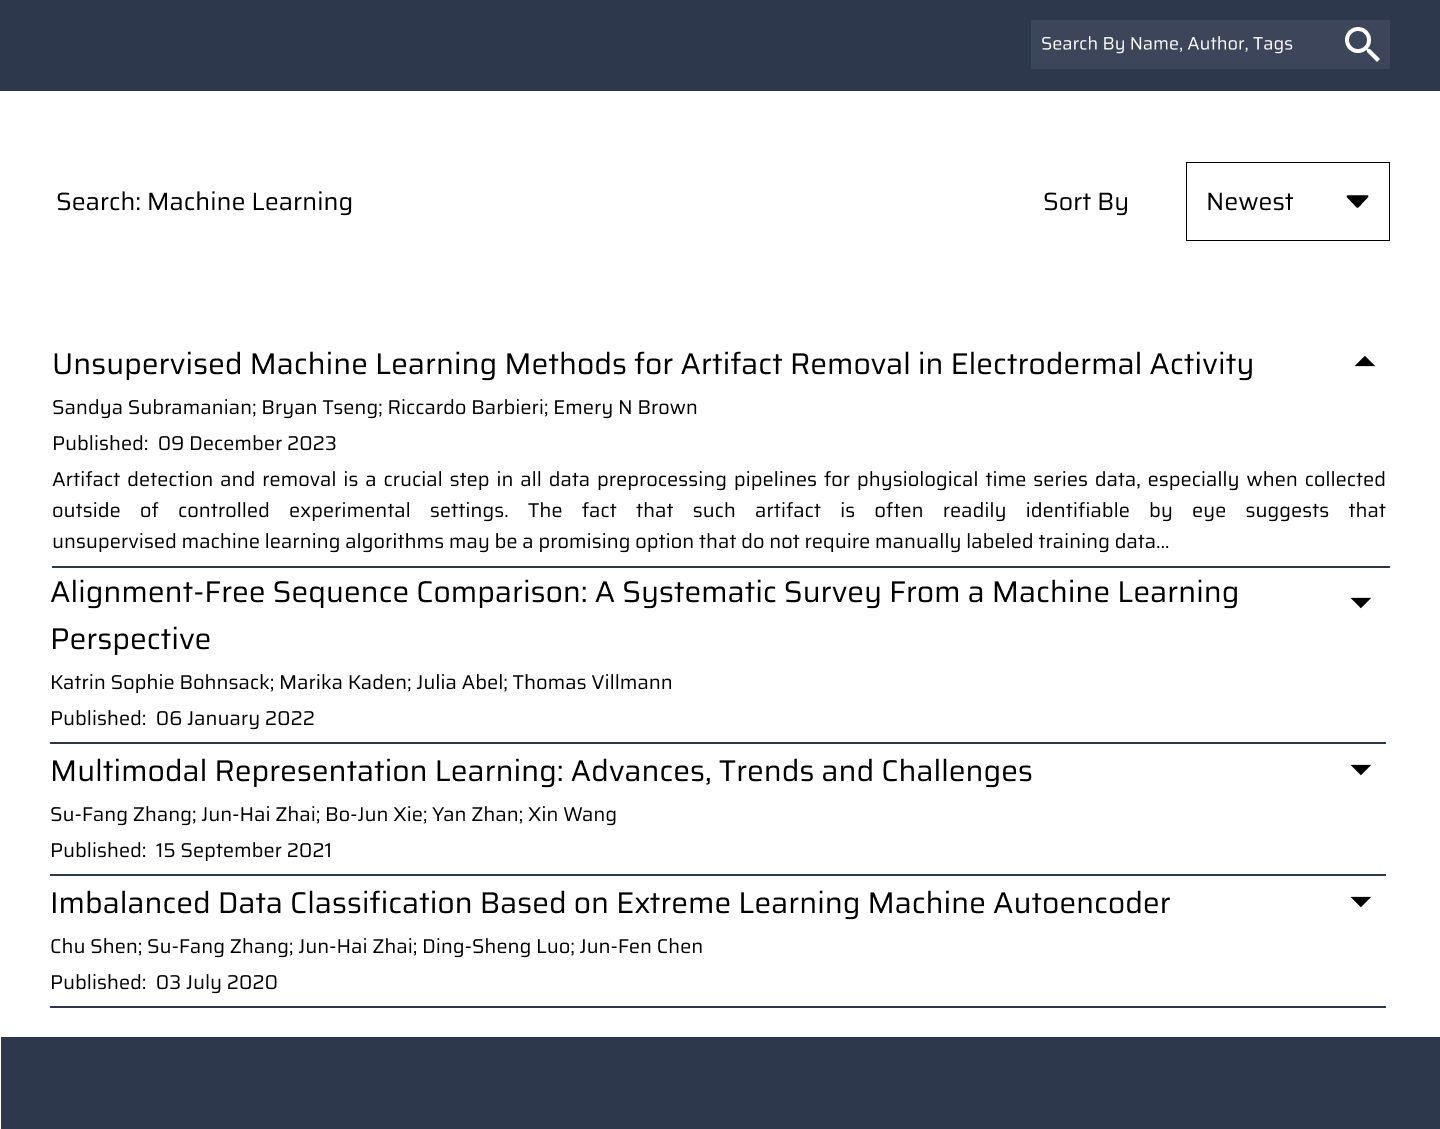 Search By Name, Author, Tags
Search: Machine Learning
Sort By
Newest
Unsupervised Machine Learning Methods for Artifact Removal in Electrodermal Activity
Sandya Subramanian; Bryan Tseng; Riccardo Barbieri; Emery N Brown
Published: 09 December 2023
Artifact detection and removal is a crucial step in all data preprocessing pipelines for physiological time series data, especially when collected
outside of controlled experimental settings. The fact that such artifact is often readily identifiable by eye suggests that
unsupervised machine learning algorithms may be a promising option that do not require manually labeled training data...
Alignment-Free Sequence Comparison: A Systematic Survey From a Machine Learning
Perspective
Katrin Sophie Bohnsack; Marika Kaden; Julia Abel; Thomas Villmann
Published: 06 January 2022
Multimodal Representation Learning: Advances, Trends and Challenges
Su-Fang Zhang; Jun-Hai Zhai; Bo-Jun Xie; Yan Zhan; Xin Wang
Published: 15 September 2021
Imbalanced Data Classification Based on Extreme Learning Machine Autoencoder
Chu Shen; Su-Fang Zhang; Jun-Hai Zhai; Ding-Sheng Luo; Jun-Fen Chen
Published: 03 July 2020